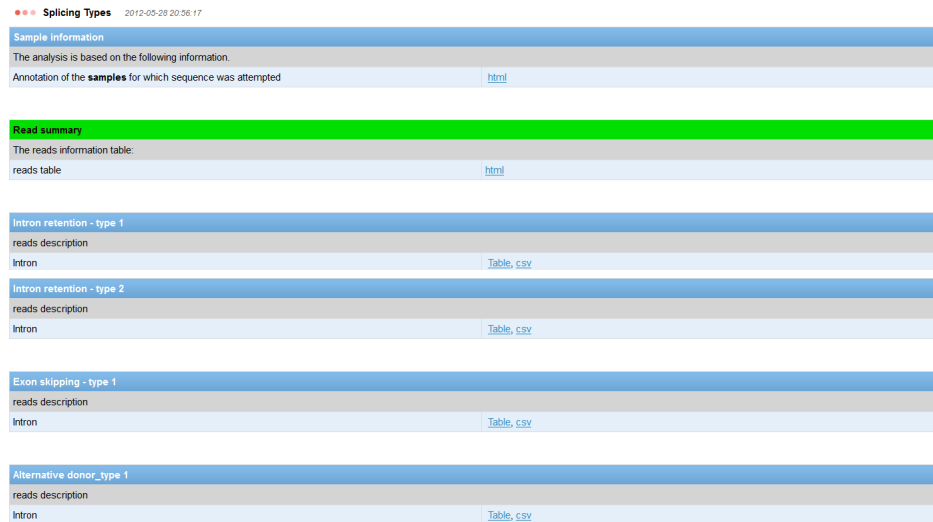 Splicing Types 2012-05-28 20:56:17
Sample information
The analysis is based on the following information.
Annotation of the samples for which sequence was attempted html
Read summary
The reads information table:
reads table html
Intron retention - type 1
reads description
Intron Table, csv
Intron retention - type 2
reads description
Intron Table, csv
Exon skipping - type 1
reads description
Intron Table, csv
Alternative donor_type 1
reads description
Intron Table, csv